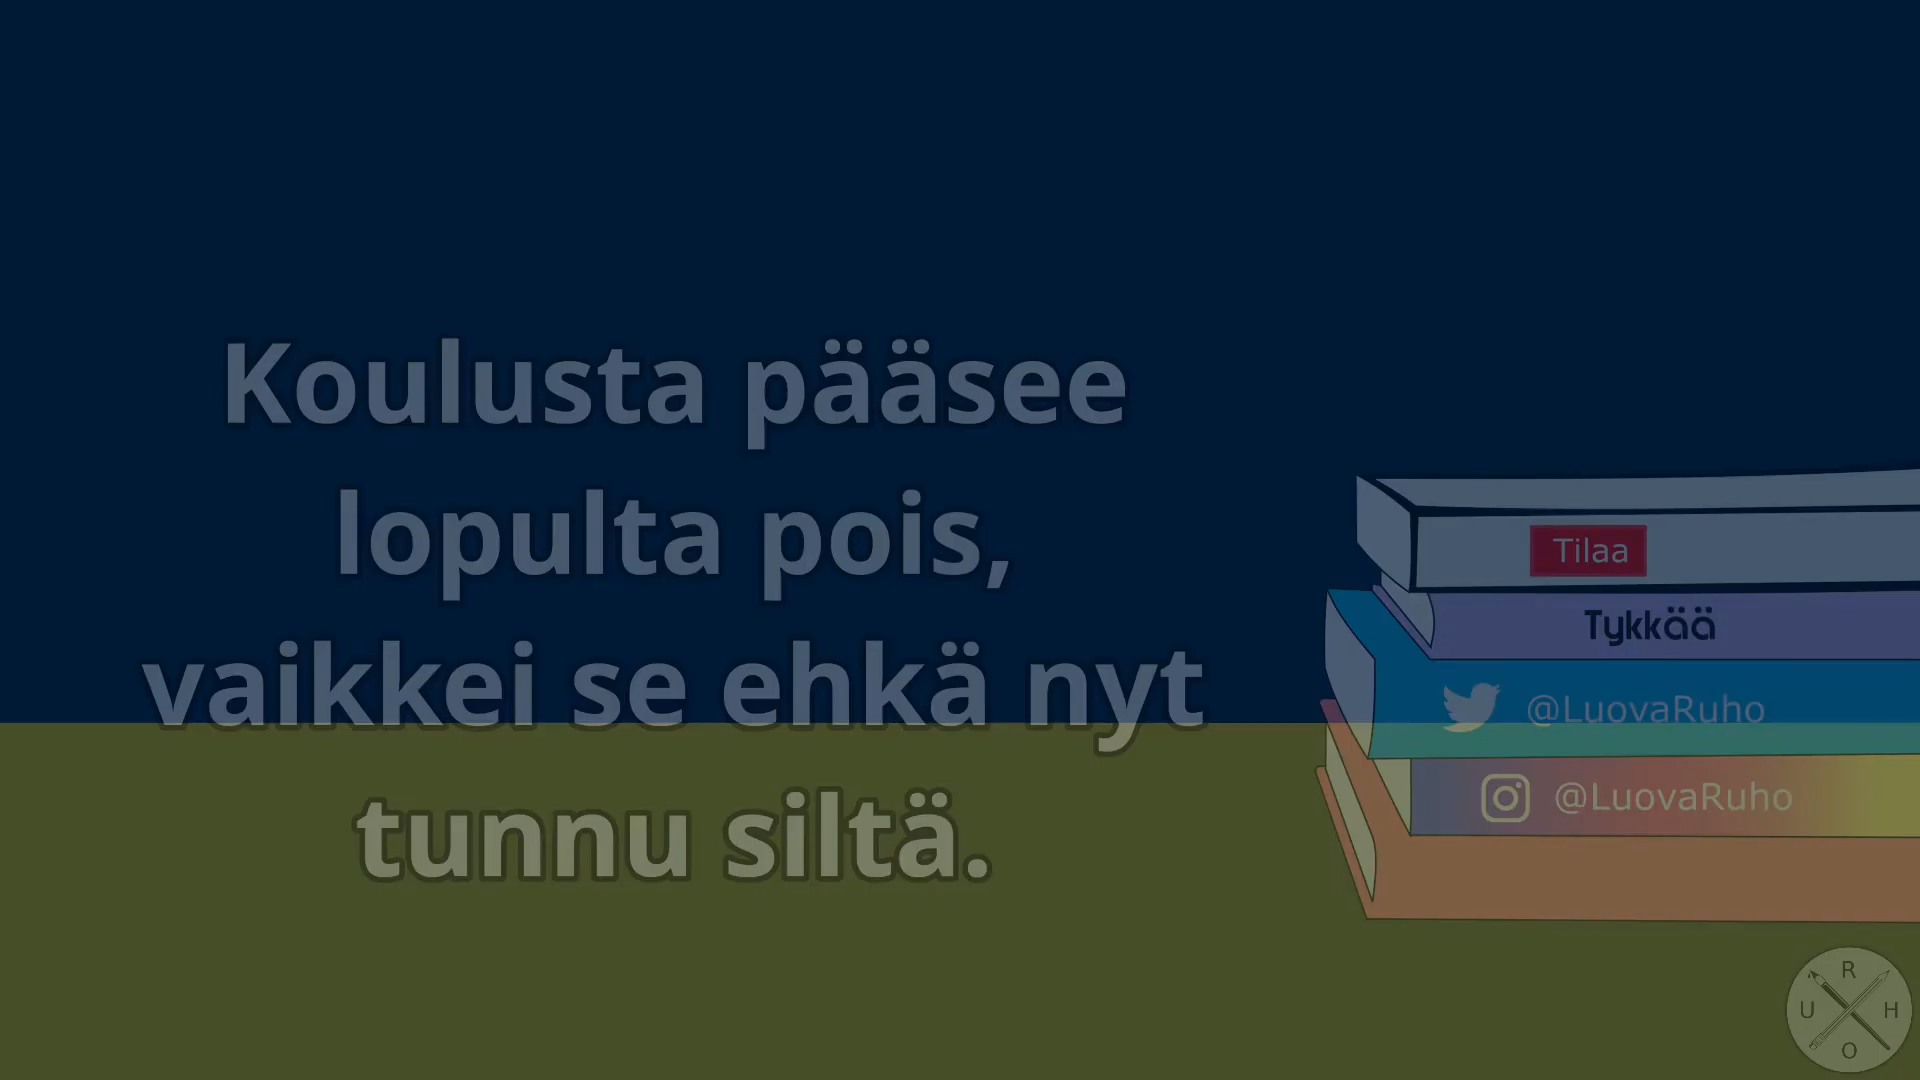 Koulusta pääsee
lopulta pois,
vaikkei se ehkä nyt
tunnu siltä.
Tilaa
Tykkää
@LuovaRuho
@LuovaRuho
R
U H
O